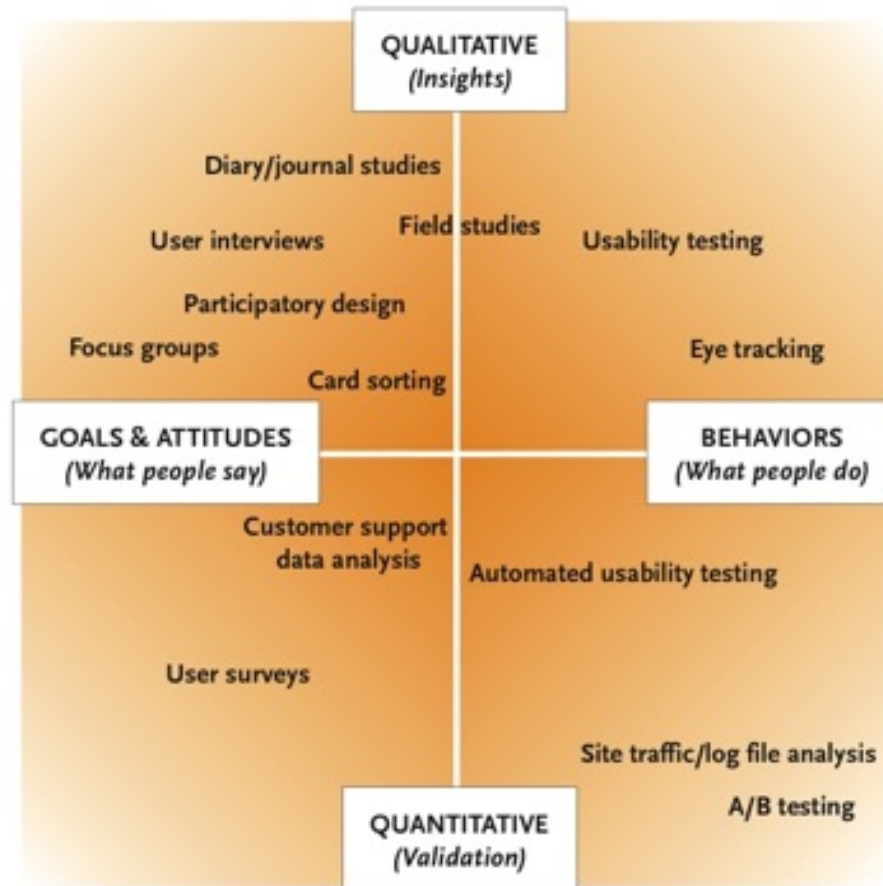 QUALITATIVE
(Insights)
Diary/journal studies
Field studies
User interviews
Usability testing
Participatory design
Focus groups
Eye tracking
Card sorting
GOALS & ATTITUDES
(What people say)
BEHAVIORS
(What people do)
Customer support
data analysis
Automated usability testing
User surveys
Site traffic/log file analysis
A/B testing
QUANTITATIVE
(Validation)